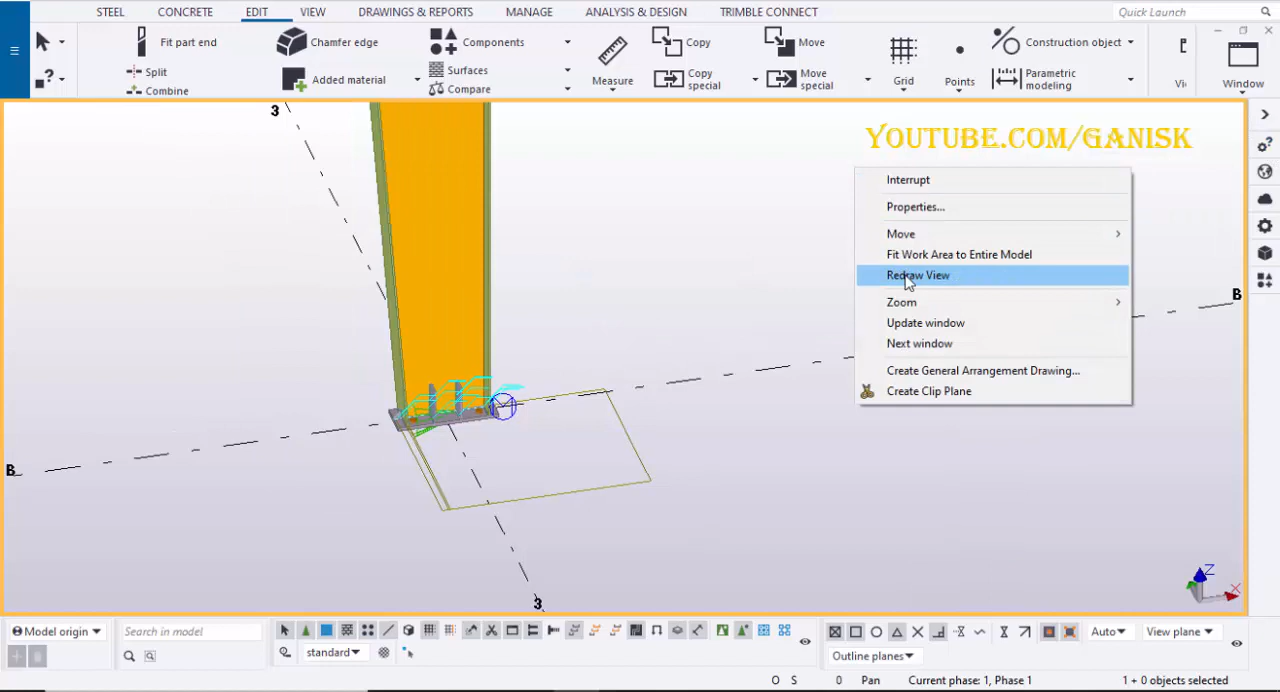 STEEL CONCRETE EDIT VIEW DRAWINGS & REPORTS MANAGE ANALYSIS & DESIGN TRIMBLE CONNECT Quick Launch
Fit part end Chamfer edge Components Copy Move Construction object
Split Surfaces
Combine Added material Compare Measure Copy special Move special Grid Points Parametric modeling Vi Window
3
YOUTUBE.COM/GANISK
Interrupt
Properties...
Move
Fit Work Area to Entire Model
Redraw View
Zoom
Update window
Next window
Create General Arrangement Drawing...
Create Clip Plane
B
B
Z
X
3
Model origin Search in model Auto View plane
standard Outline planes
O S 0 Pan Current phase: 1, Phase 1 1 + 0 objects selected